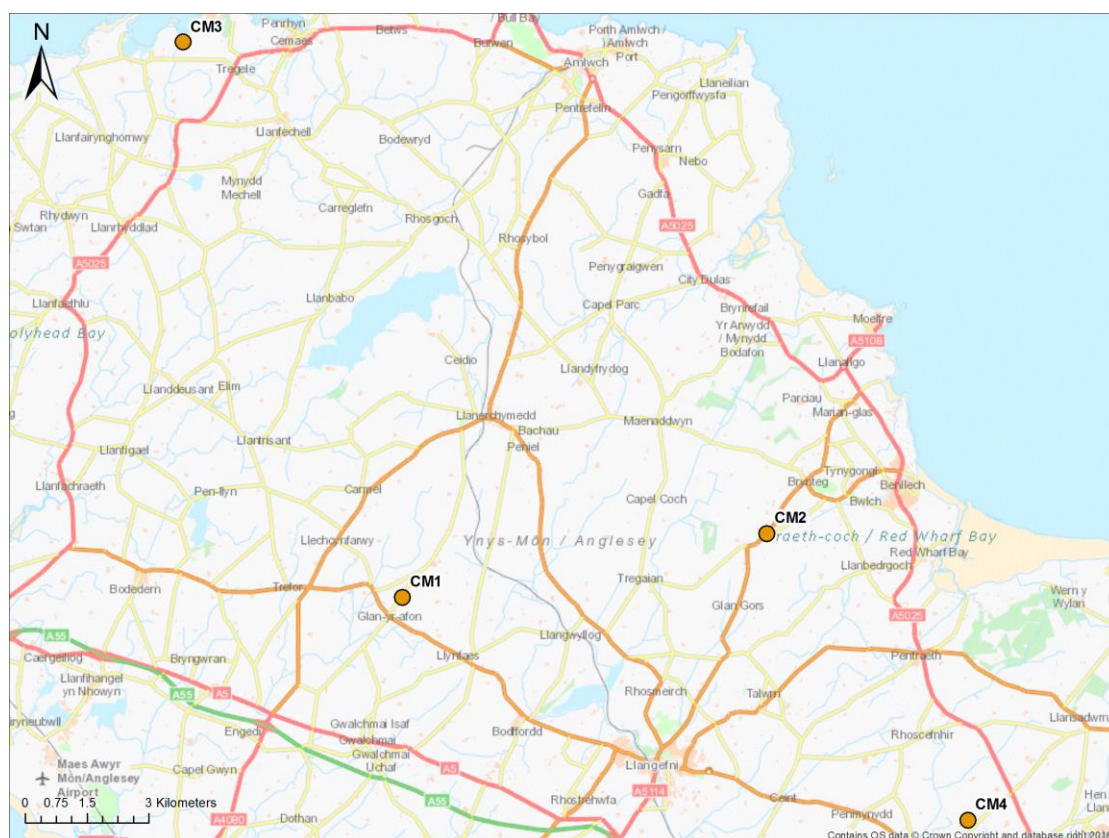 N
CM3
Penrhyn
Cemaes
Tregele
Betws
/ Bull Bay
Burwen
Porth Amlwch /
Amlwch
Port
Amlwch
Llaneilian
Pengorffwysfa
Pentrefelin
Llanfairynghornwy
Llanfechell
Bodewryd
Penysarn
Nebo
Gadfa
Mynydd
Mechell
Carreglefn
Rhosgoch
Rhydwyn
Swtan
Llanrhyddlad
A5025
Rhosybol
A5025
Penygraigwen
City Dulas
Llanfaethlu
Llanbabo
Capel Parc
Brynrefail
Yr Arwydd
/ Mynydd
Bodafon
Moelfre
A5108
olyhead Bay
Ceidio
Llandyfrydog
Llanallgo
Llanddeusant
Elim
Parciau
Marian-glas
Llanerchymedd
Bachau
Peniel
Maenaddwyn
Llantrisant
Llanfigael
Tynygongl
Brynteg
Benllech
Bwlch
Llanfachraeth
Pen-llyn
Carmel
Capel Coch
CM2
Llechcynfarwy
Ynys-Môn / Anglesey
raeth-coch / Red Wharf Bay
Red Wharf Bay
Llanbedrgoch
Bodedern
Trefor
CM1
Tregaian
Glan-yr-afon
Glan Gors
Wern y
Wylan
A5025
A55
Caergeiliog
Bryngwran
Llynfaes
Llangwyllog
Pentraeth
Llanfihangel
yn Nhowyn
A55
A5
Rhosmeirch
Talwrn
Llansadwrn
iryneubwll
Engedi
Gwalchmai Isaf
Gwalchmai
Gwalchmai
Uchaf
Bodffordd
Rhoscefnhir
Maes Awyr
Môn/Anglesey
Airport
Capel Gwyn
A5
Llangefni
A5114
CM4
0 0.75 1.5 3 Kilometers
A4080
Dothan
A55
Rhostrehwfa
Ceint
Penmynydd
Hen
Contains OS data © Crown Copyright and database right